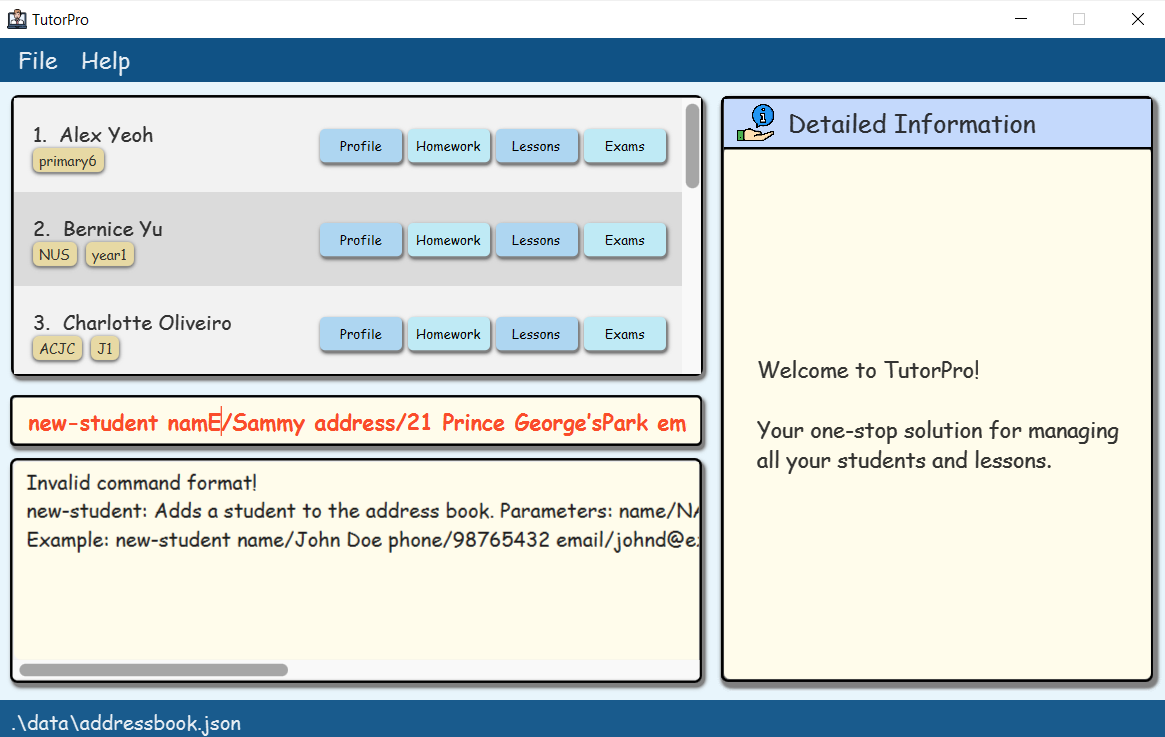 TutorPro
File Help
1. Alex Yeoh
primary6
Profile Homework Lessons Exams
2. Bernice Yu
NUS year1
Profile Homework Lessons Exams
3. Charlotte Oliveiro
ACJC J1
Profile Homework Lessons Exams
new-student namE/Sammy address/21 Prince George'sPark em
Invalid command format!
new-student: Adds a student to the address book. Parameters: name/NA
Example: new-student name/John Doe phone/98765432 email/johnd@e
Detailed Information
Welcome to TutorPro!
Your one-stop solution for managing
all your students and lessons.
.\data\addressbook.json